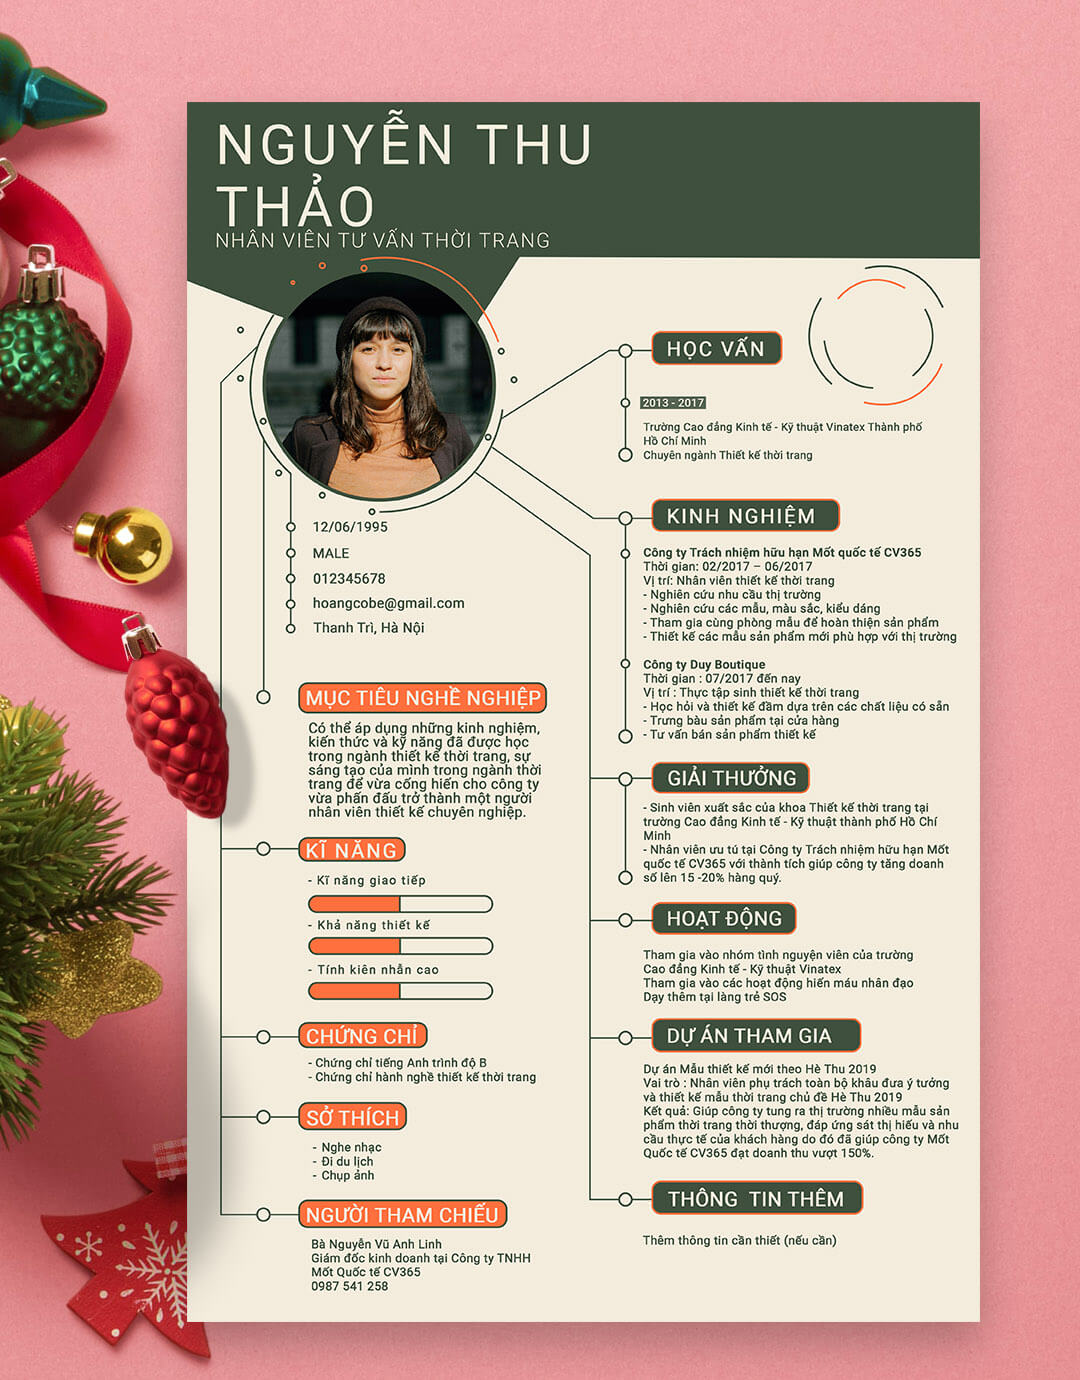 NGUYỄN THU
THẢO
NHÂN VIÊN TƯ VẤN THỜI TRANG
12/06/1995
MALE
012345678
hoangcobe@gmail.com
Thanh Trì, Hà Nội
MỤC TIÊU NGHỀ NGHIỆP
Có thể áp dụng những kinh nghiệm,
kiến thức và kỹ năng đã được học
trong ngành thiết kế thời trang, sự
sáng tạo của mình trong ngành thời
trang để vừa cống hiến cho công ty
vừa phấn đấu trở thành một người
nhân viên thiết kế chuyên nghiệp.
KĨ NĂNG
- Kĩ năng giao tiếp
- Khả năng thiết kế
- Tính kiên nhẫn cao
CHỨNG CHỈ
- Chứng chỉ tiếng Anh trình độ B
- Chứng chỉ hành nghề thiết kế thời trang
SỞ THÍCH
- Nghe nhạc
- Đi du lịch
- Chụp ảnh
NGƯỜI THAM CHIẾU
Bà Nguyễn Vũ Anh Linh
Giám đốc kinh doanh tại Công ty TNHH
Mốt Quốc tế CV365
0987 541 258
HỌC VẤN
2013 - 2017
Trường Cao đẳng Kinh tế - Kỹ thuật Vinatex Thành phố
Hồ Chí Minh
Chuyên ngành Thiết kế thời trang
KINH NGHIỆM
Công ty Trách nhiệm hữu hạn Mốt quốc tế CV365
Thời gian: 02/2017 – 06/2017
Vị trí: Nhân viên thiết kế thời trang
- Nghiên cứu nhu cầu thị trường
- Nghiên cứu các mẫu, màu sắc, kiểu dáng
- Tham gia cùng phòng mẫu để hoàn thiện sản phẩm
- Thiết kế các mẫu sản phẩm mới phù hợp với thị trường
Công ty Duy Boutique
Thời gian : 07/2017 đến nay
Vị trí : Thực tập sinh thiết kế thời trang
- Học hỏi và thiết kế đầm dựa trên các chất liệu có sẵn
- Trưng bàu sản phẩm tại cửa hàng
- Tư vấn bán sản phẩm thiết kế
GIẢI THƯỞNG
- Sinh viên xuất sắc của khoa Thiết kế thời trang tại
trường Cao đẳng Kinh tế - Kỹ thuật thành phố Hồ Chí
Minh
- Nhân viên ưu tú tại Công ty Trách nhiệm hữu hạn Mốt
quốc tế CV365 với thành tích giúp công ty tăng doanh
số lên 15 -20% hàng quý.
HOẠT ĐỘNG
Tham gia vào nhóm tình nguyện viên của trường
Cao đẳng Kinh tế - Kỹ thuật Vinatex
Tham gia vào các hoạt động hiến máu nhân đạo
Dạy thêm tại làng trẻ SOS
DỰ ÁN THAM GIA
Dự án Mẫu thiết kế mới theo Hè Thu 2019
Vai trò : Nhân viên phụ trách toàn bộ khâu đưa ý tưởng
và thiết kế mẫu thời trang chủ đề Hè Thu 2019
Kết quả: Giúp công ty tung ra thị trường nhiều mẫu sản
phẩm thời trang thời thượng, đáp ứng sát thị hiếu và nhu
cầu thực tế của khách hàng do đó đã giúp công ty Mốt
Quốc tế CV365 đạt doanh thu vượt 150%.
THÔNG TIN THÊM
Thêm thông tin cần thiết (nếu cần)